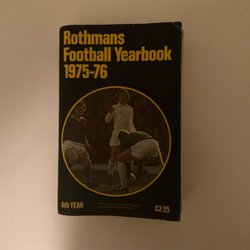 Rothmans
Football Yearbook
1975-76
6th YEAR
£2·25